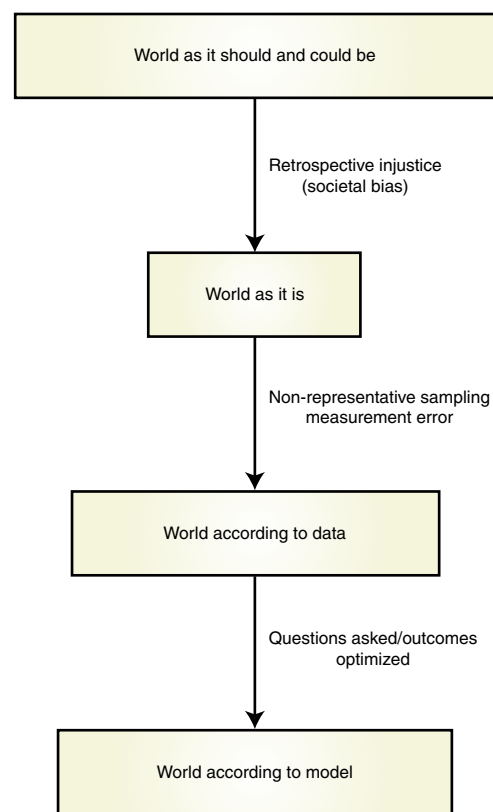 World as it should and could be
Retrospective injustice
(societal bias)
World as it is
Non-representative sampling
measurement error
World according to data
Questions asked/outcomes
optimized
World according to model